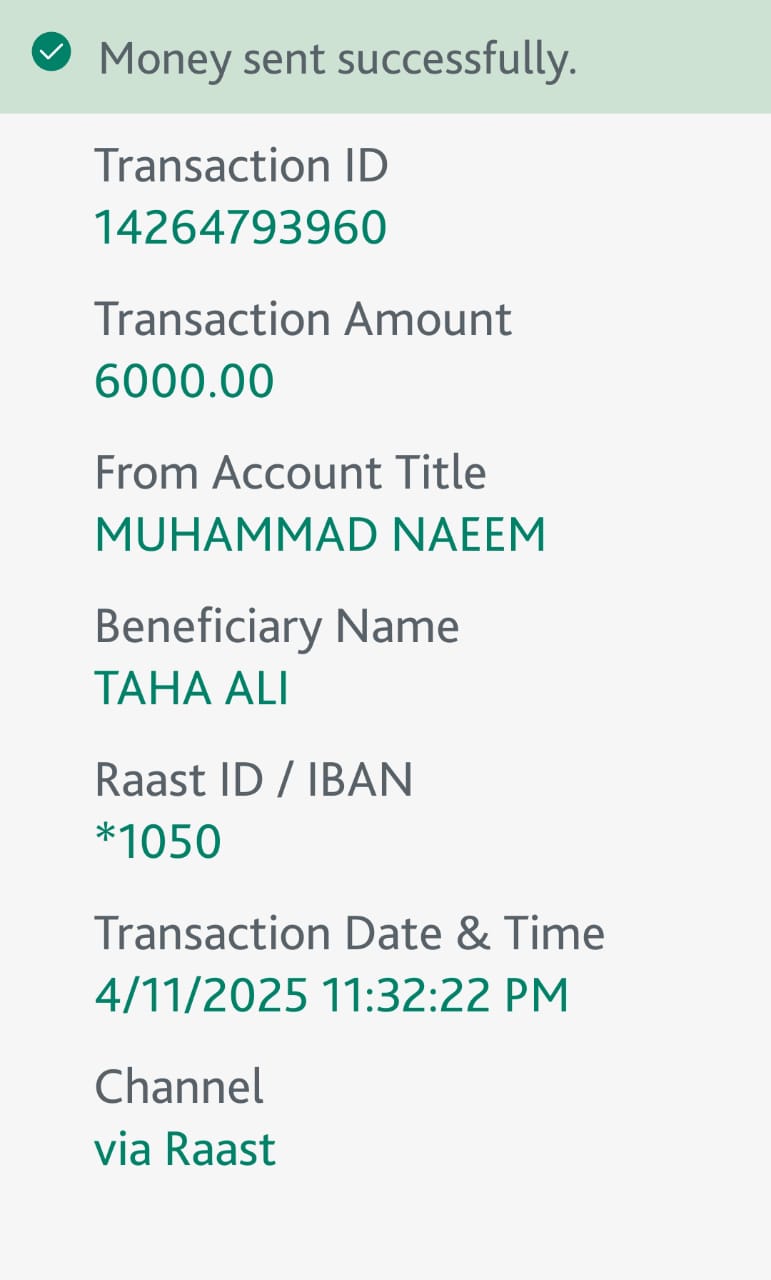 Money sent successfully.
Transaction ID
14264793960
Transaction Amount
6000.00
From Account Title
MUHAMMAD NAEEM
Beneficiary Name
TAHA ALI
Raast ID / IBAN
*1050
Transaction Date & Time
4/11/2025 11:32:22 PM
Channel
via Raast